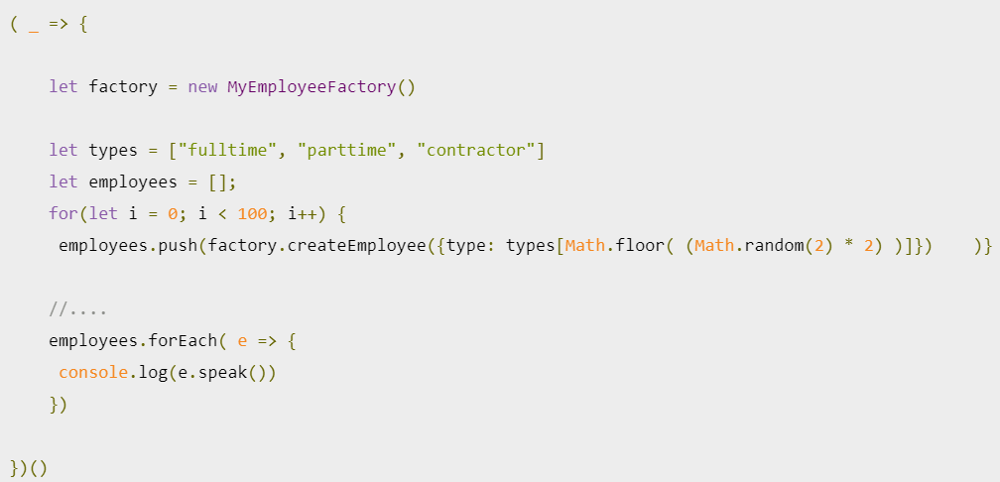 ( _ => {
let factory = new MyEmployeeFactory()
let types = ["fulltime", "parttime", "contractor"]
let employees = [];
for(let i = 0; i < 100; i++) {
employees.push(factory.createEmployee({type: types[Math.floor( (Math.random(2) * 2) )]})    )}
//....
employees.forEach( e => {
console.log(e.speak())
})
})()